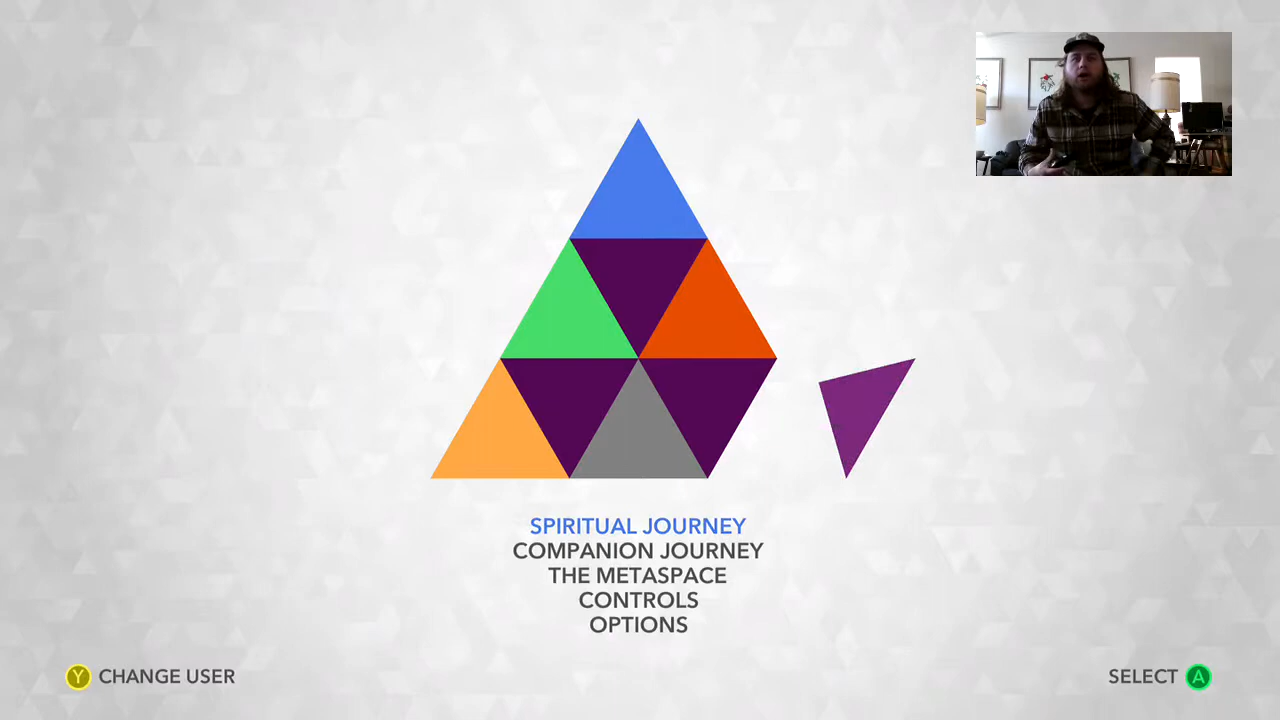 SPIRITUAL JOURNEY
COMPANION JOURNEY
THE METASPACE
CONTROLS
OPTIONS
Y CHANGE USER
SELECT A